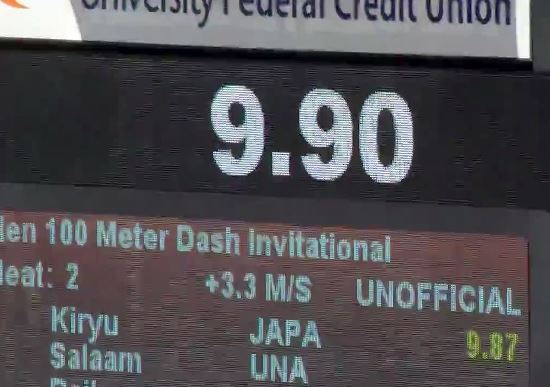 University Federal Credit Union
9.90
len 100 Meter Dash Invitational
leat: 2 +3.3 M/S UNOFFICIAL
Kiryu JAPA 9.87
Salaam UNA